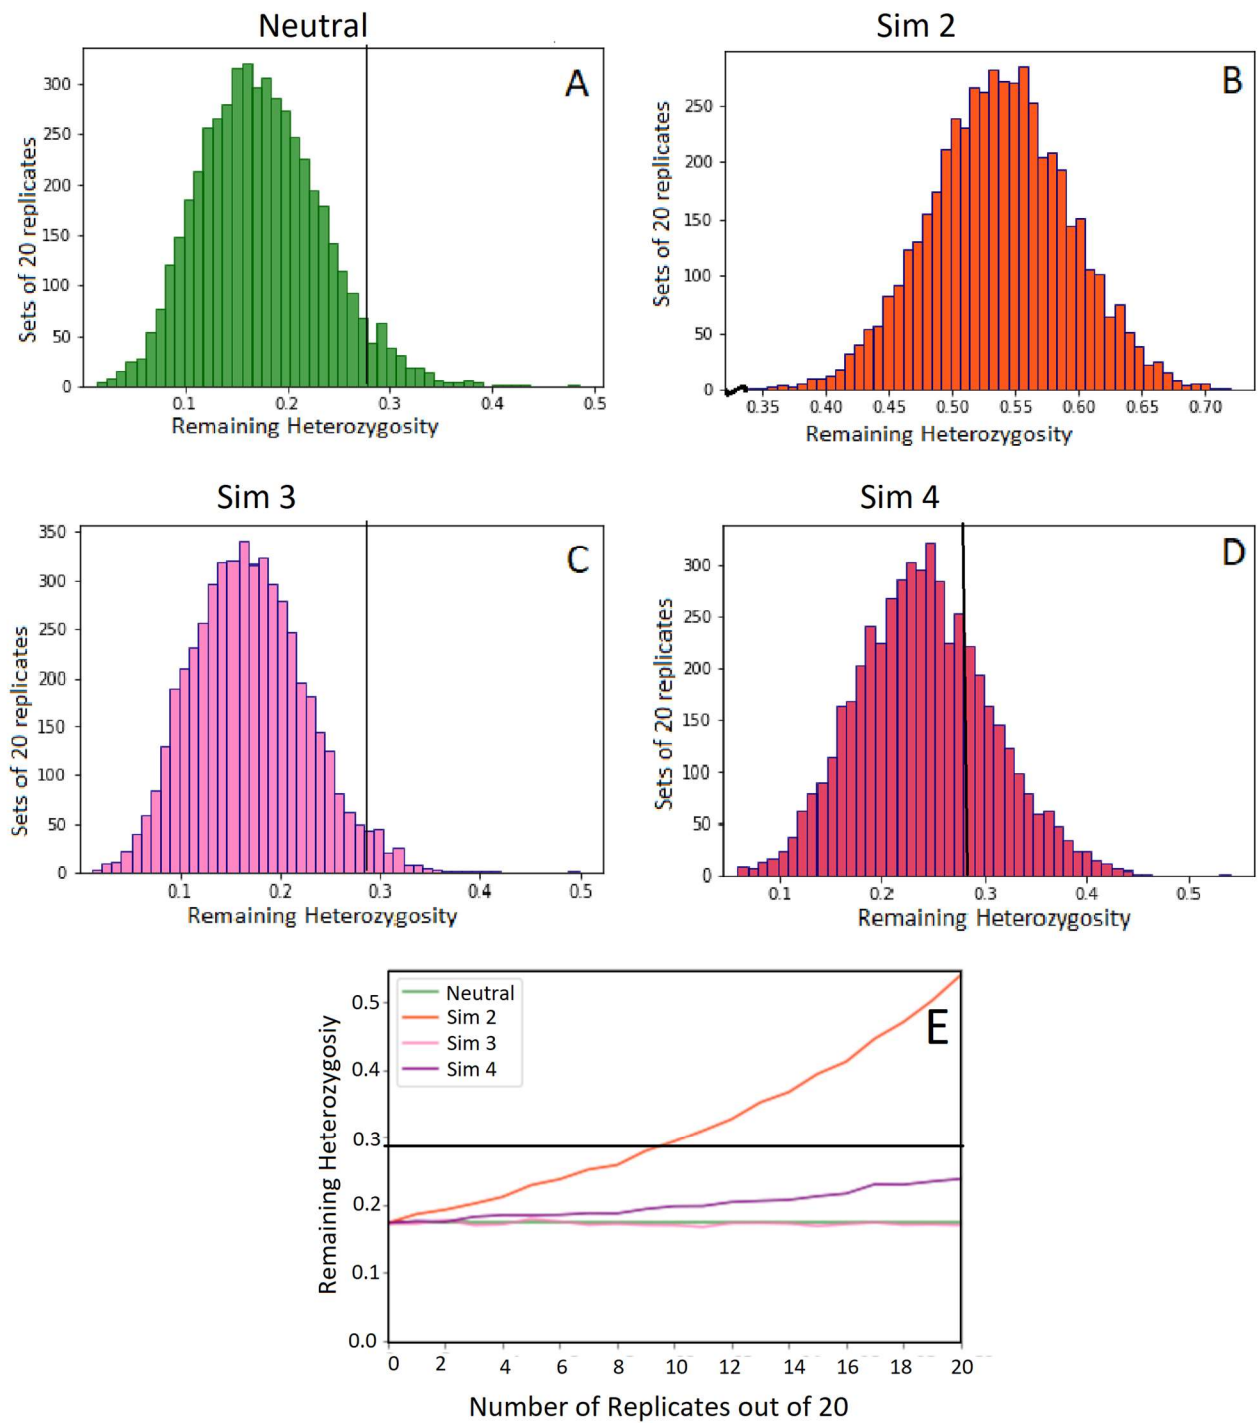 Neutral
A
Sets of 20 replicates
300
250
200
150
100
50
0
0.1 0.2 0.3 0.4 0.5
Remaining Heterozygosity
Sim 2
B
Sets of 20 replicates
250
200
150
100
50
0
0.35 0.40 0.45 0.50 0.55 0.60 0.65 0.70
Remaining Heterozygosity
Sim 3
C
Sets of 20 replicates
350
300
250
200
150
100
50
0
0.1 0.2 0.3 0.4 0.5
Remaining Heterozygosity
Sim 4
D
Sets of 20 replicates
300
250
200
150
100
50
0
0.1 0.2 0.3 0.4 0.5
Remaining Heterozygosity
E
Neutral
Sim 2
Sim 3
Sim 4
Remaining Heterozygosiy
0.5
0.4
0.3
0.2
0.1
0.0
0 2 4 6 8 10 12 14 16 18 20
Number of Replicates out of 20